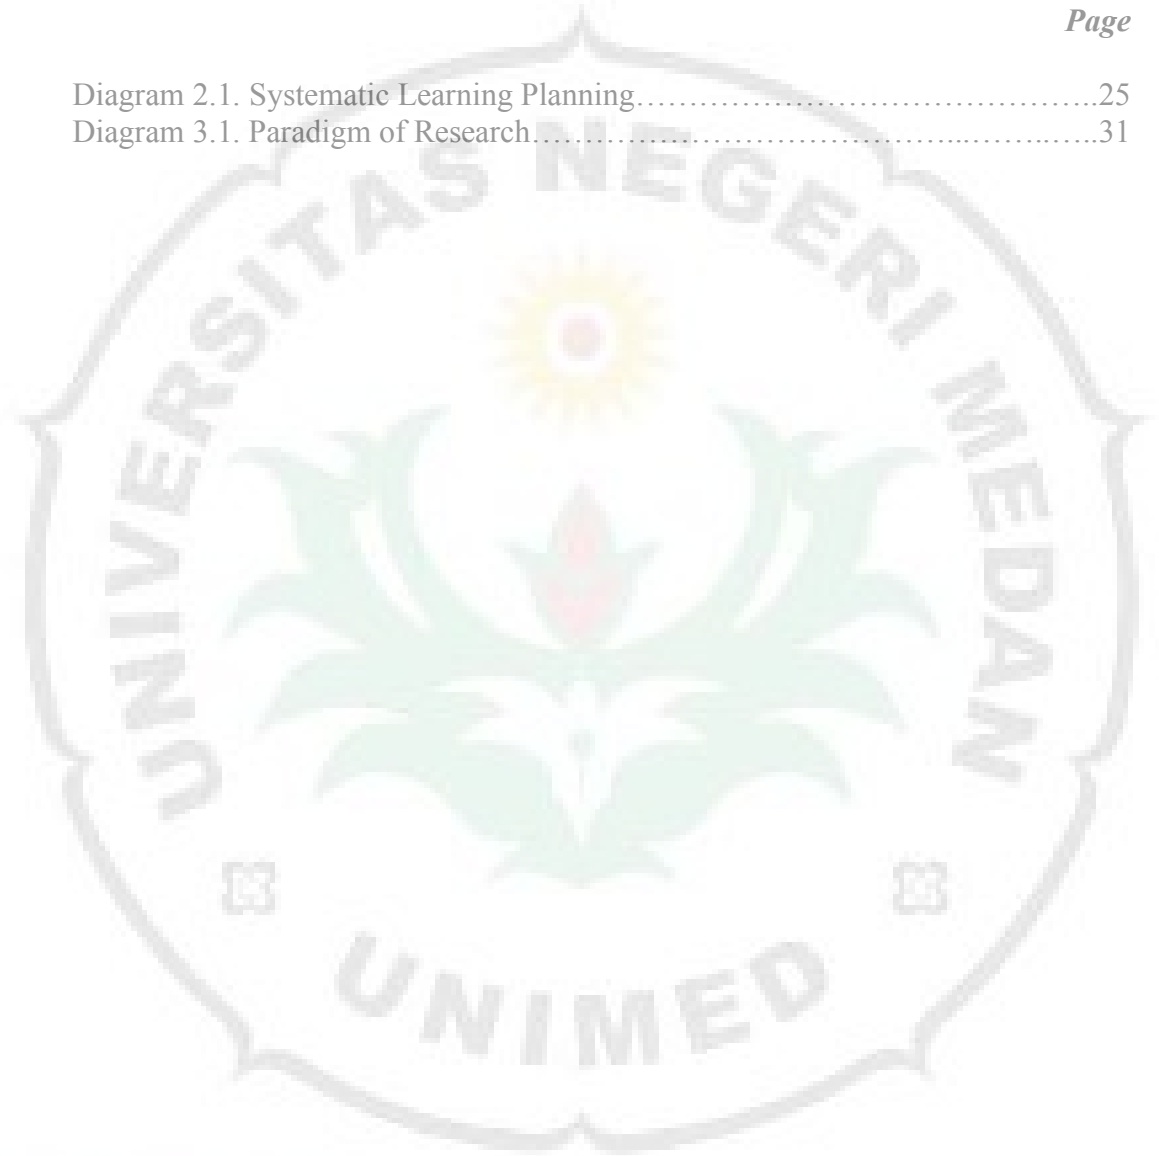 Page
Diagram 2.1. Systematic Learning Planning……………………………………………..25
Diagram 3.1. Paradigm of Research…………………………………………...……..…..31
UNIVERSITAS NEGERI MEDAN
UNIMED